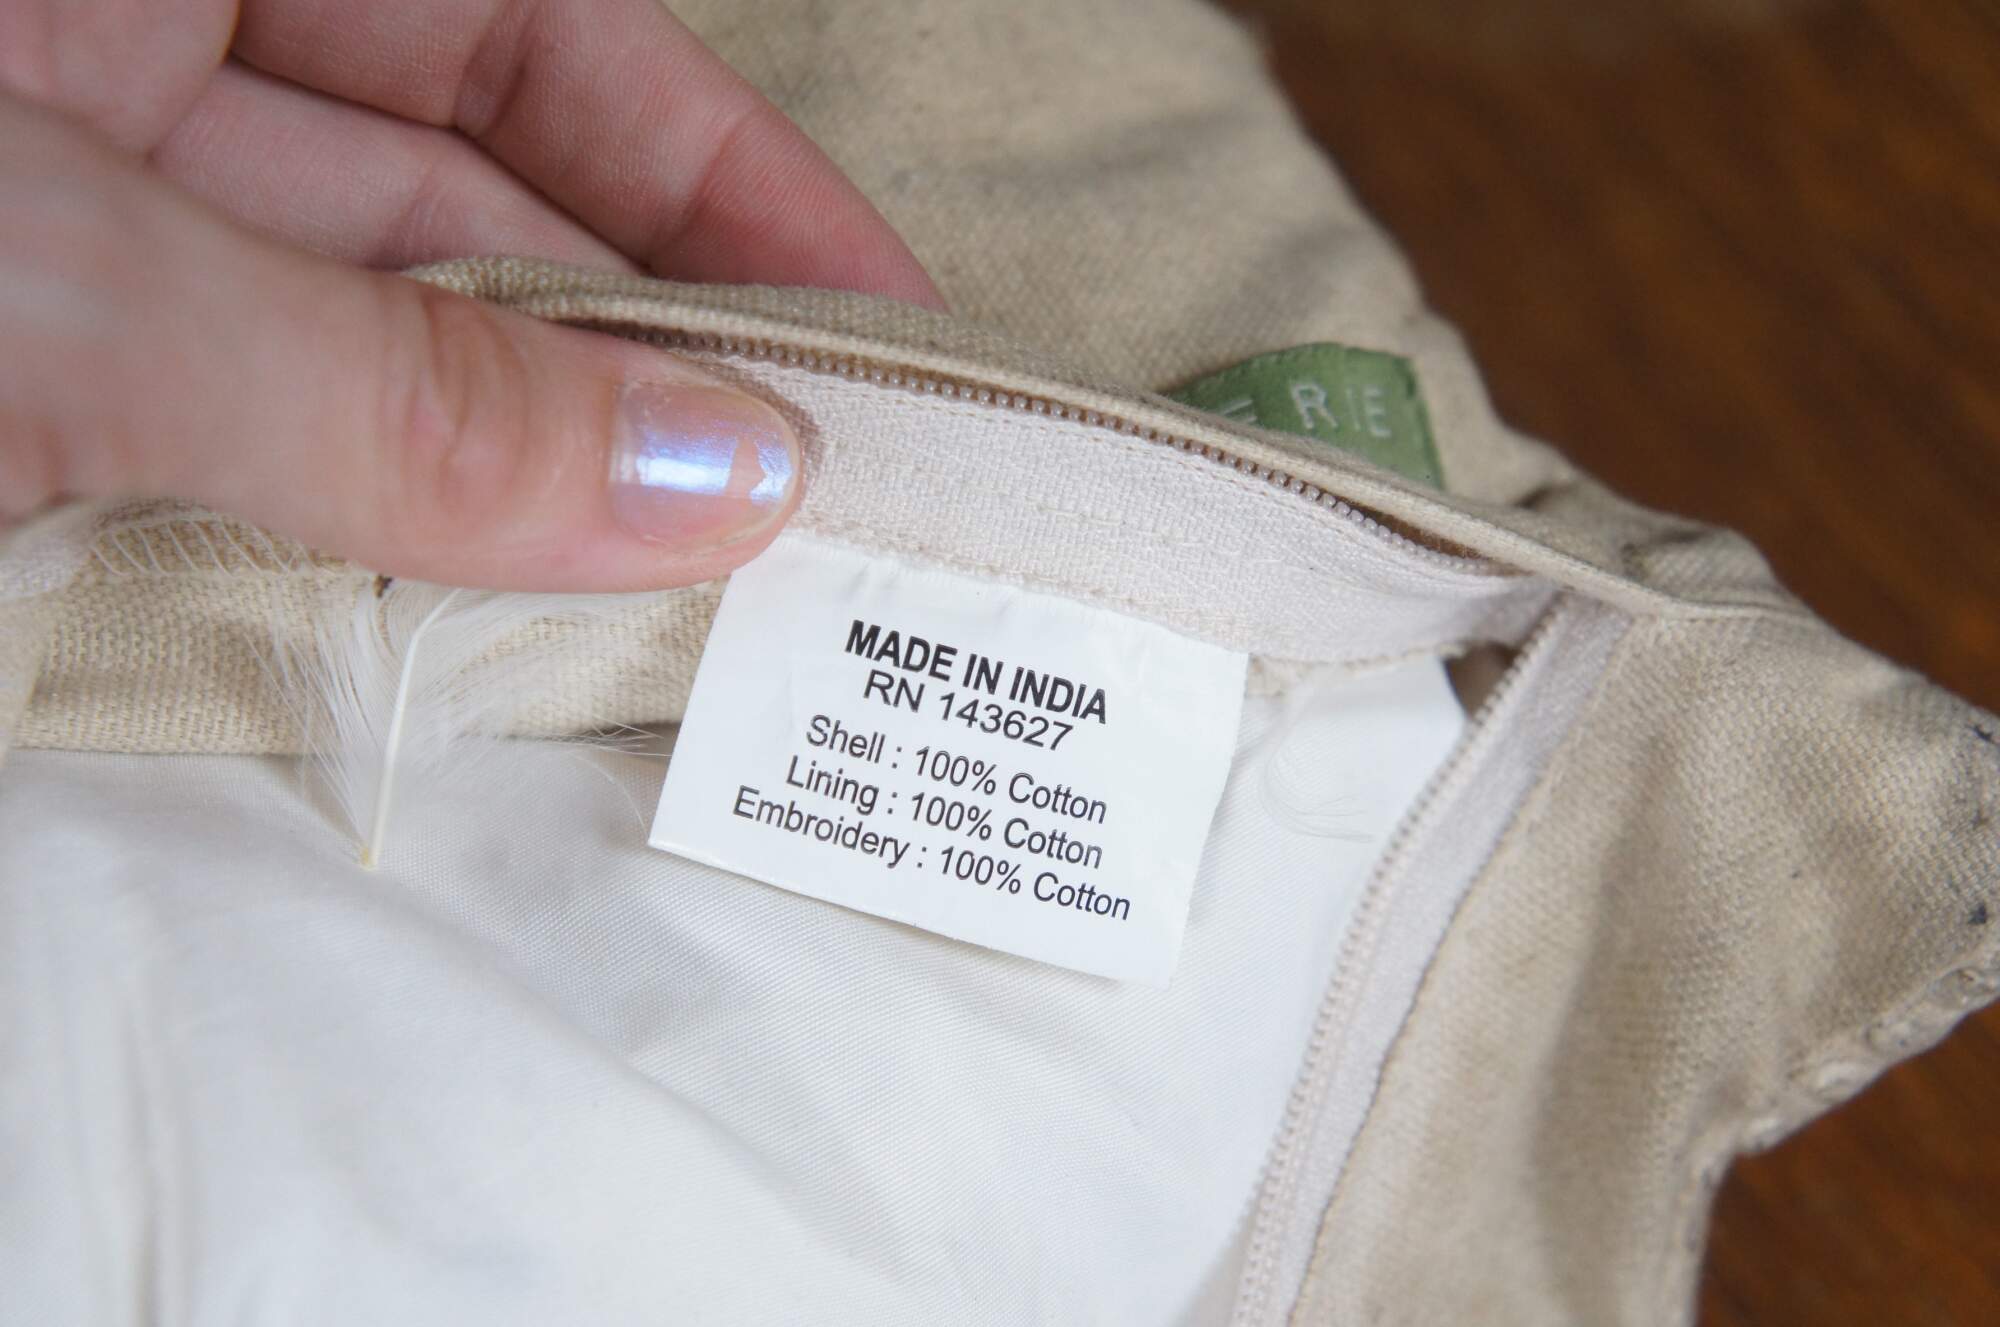 RIE
MADE IN INDIA
RN 143627
Shell : 100% Cotton
Lining : 100% Cotton
Embroidery : 100% Cotton